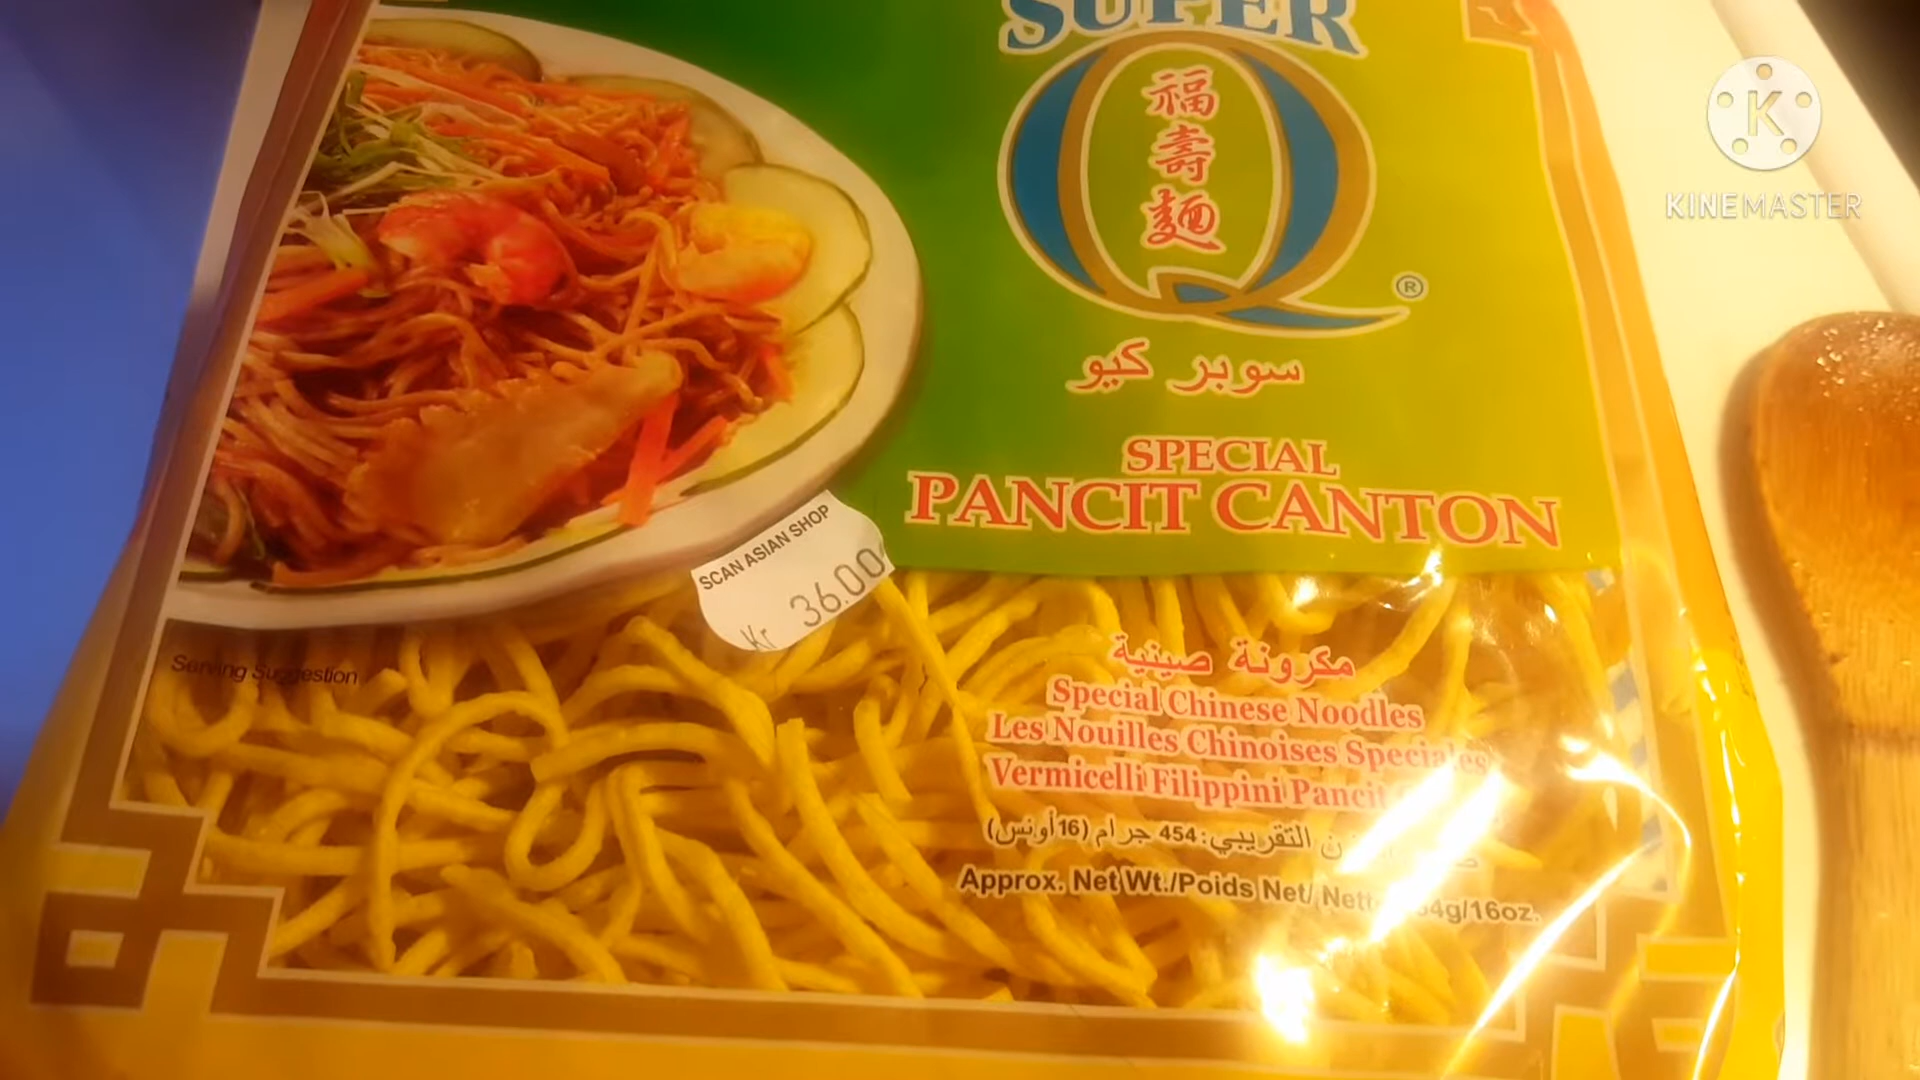 SUPER
Q
福
壽
麵
®
سوبر كيو
SPECIAL
PANCIT CANTON
SCAN ASIAN SHOP
Kr 36.00
Serving Suggestion
مكرونة صينية
Special Chinese Noodles
Les Nouilles Chinoises Speciales
Vermicelli Filippini Pancit
التقريبي: 454 جرام (16 أونس)
Approx. Net Wt./Poids Net/ 16oz.
K
KINEMASTER